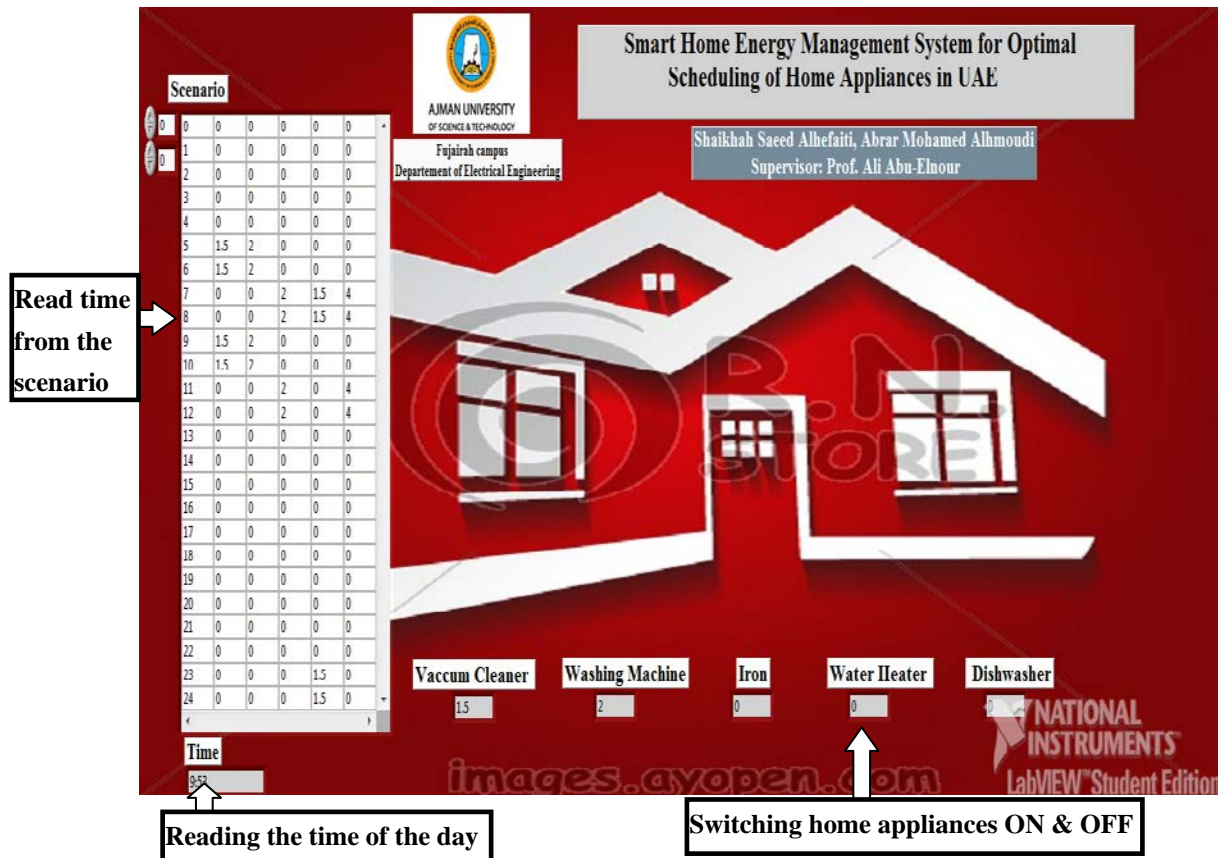 AJMAN UNIVERSITY
OF SCIENCE & TECHNOLOGY
Fujairah campus
Departement of Electrical Engineering
Smart Home Energy Management System for Optimal
Scheduling of Home Appliances in UAE
Shaikhah Saeed Alhefaiti, Abrar Mohamed Alhmoudi
Supervisor: Prof. Ali Abu-Elnour
Scenario
0
0
0 0 0 0 0 0
1 0 0 0 0 0
2 0 0 0 0 0
3 0 0 0 0 0
4 0 0 0 0 0
5 1.5 2 0 0 0
6 1.5 2 0 0 0
7 0 0 2 1.5 4
8 0 0 2 1.5 4
9 1.5 2 0 0 0
10 1.5 2 0 0 0
11 0 0 2 0 4
12 0 0 2 0 4
13 0 0 0 0 0
14 0 0 0 0 0
15 0 0 0 0 0
16 0 0 0 0 0
17 0 0 0 0 0
18 0 0 0 0 0
19 0 0 0 0 0
20 0 0 0 0 0
21 0 0 0 0 0
22 0 0 0 0 0
23 0 0 0 1.5 0
24 0 0 0 1.5 0
Read time
from the
scenario
R.N.
STORE
Vaccum Cleaner Washing Machine Iron Water Heater Dishwasher
1.5 2 0 0 0
Time
9:53
images.ayopen.com
NATIONAL
INSTRUMENTS™
LabVIEW™ Student Edition
Reading the time of the day
Switching home appliances ON & OFF